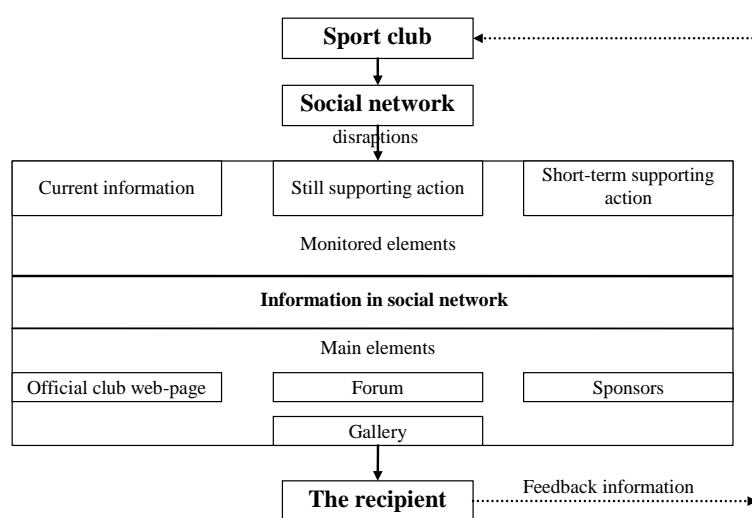 Sport club
Social network
disraptions
Current information
Still supporting action
Short-term supporting
action
Monitored elements
Information in social network
Main elements
Official club web-page
Forum
Sponsors
Gallery
The recipient
Feedback information